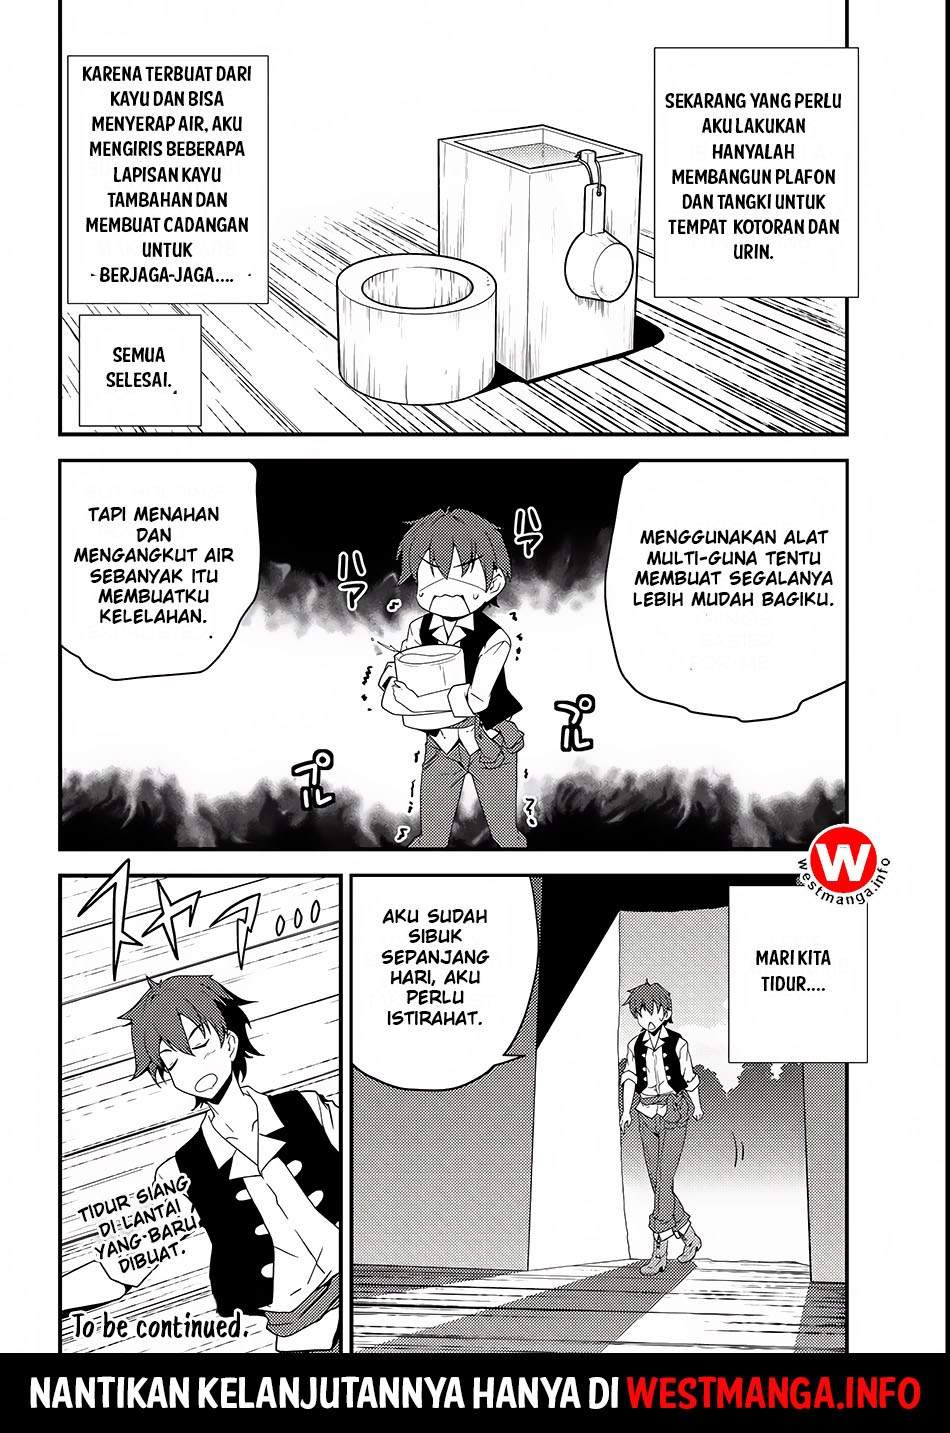 SEKARANG YANG PERLU
AKU LAKUKAN
HANYALAH
MEMBANGUN PLAFON
DAN TANGKI UNTUK
TEMPAT KOTORAN DAN
URIN.
KARENA TERBUAT DARI
KAYU DAN BISA
MENYERAP AIR, AKU
MENGIRIS BEBERAPA
LAPISAN KAYU
TAMBAHAN DAN
MEMBUAT CADANGAN
UNTUK
BERJAGA-JAGA....
SEMUA
SELESAI.
MENGGUNAKAN ALAT
MULTI-GUNA TENTU
MEMBUAT SEGALANYA
LEBIH MUDAH BAGIKU.
ハァ
ハァ
TAPI MENAHAN
DAN
MENGANGKUT AIR
SEBANYAK ITU
MEMBUATKU
KELELAHAN.
プル
プル
W
westmanga.info
MARI KITA
TIDUR....
AKU SUDAH
SIBUK
SEPANJANG
HARI, AKU
PERLU
ISTIRAHAT.
TIDUR SIANG
DI LANTAI
YANG BARU
DIBUAT.
To be continued.
NANTIKAN KELANJUTANNYA HANYA DI WESTMANGA.INFO